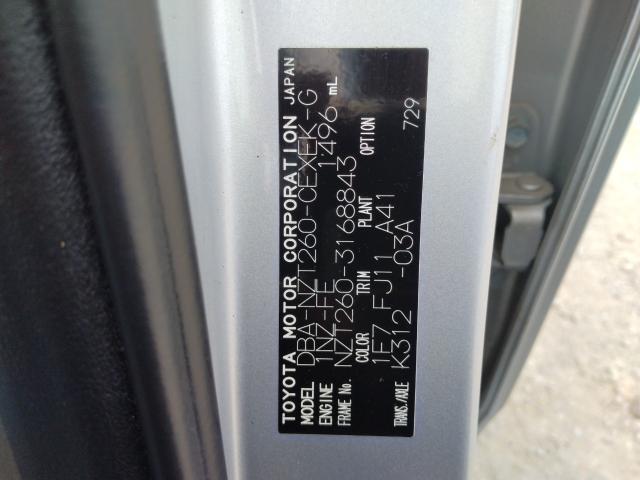 TOYOTA MOTOR CORPORATION JAPAN
MODEL DBA-NZT260-CEXEK-G
ENGINE 1NZ-FE 1496 mL
FRAME No. NZT260-3168843
COLOR TRIM PLANT OPTION
1E7 FJ11 A41 729
TRANS./AXLE K312 -03A